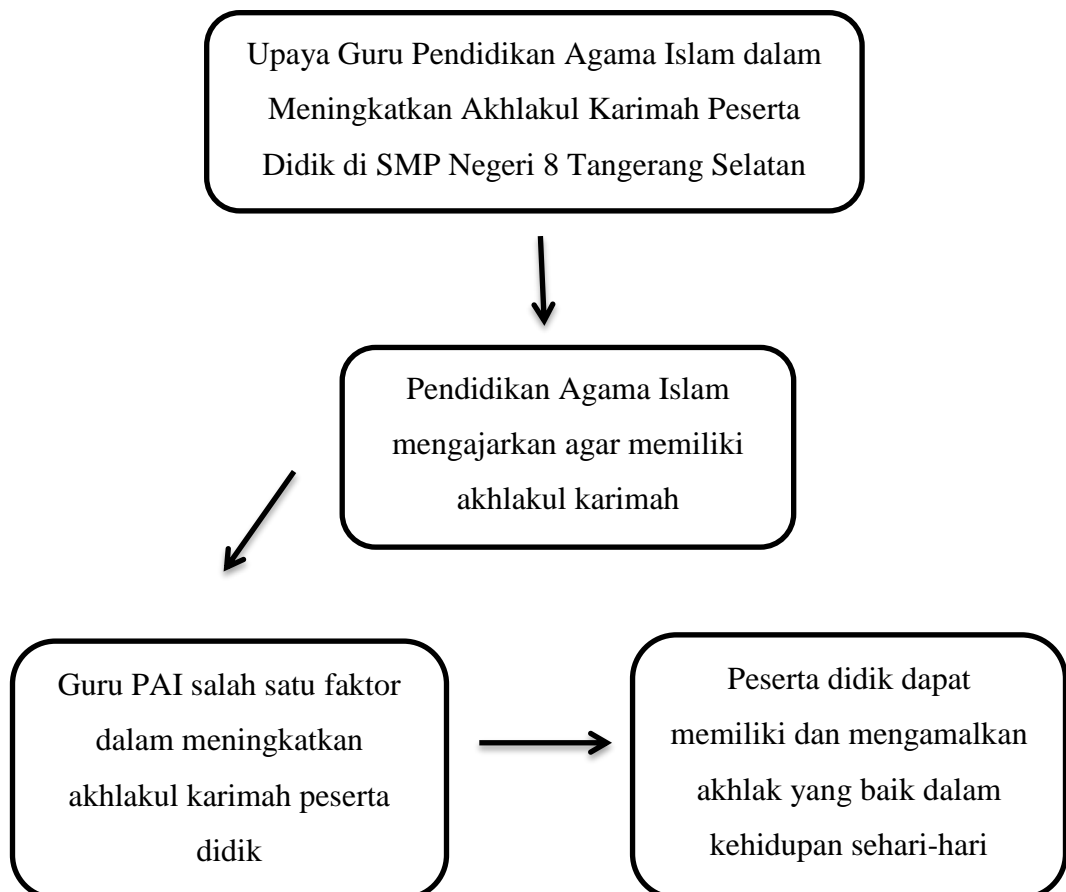 Upaya Guru Pendidikan Agama Islam dalam
Meningkatkan Akhlakul Karimah Peserta
Didik di SMP Negeri 8 Tangerang Selatan
Pendidikan Agama Islam
mengajarkan agar memiliki
akhlakul karimah
Guru PAI salah satu faktor
dalam meningkatkan
akhlakul karimah peserta
didik
Peserta didik dapat
memiliki dan mengamalkan
akhlak yang baik dalam
kehidupan sehari-hari